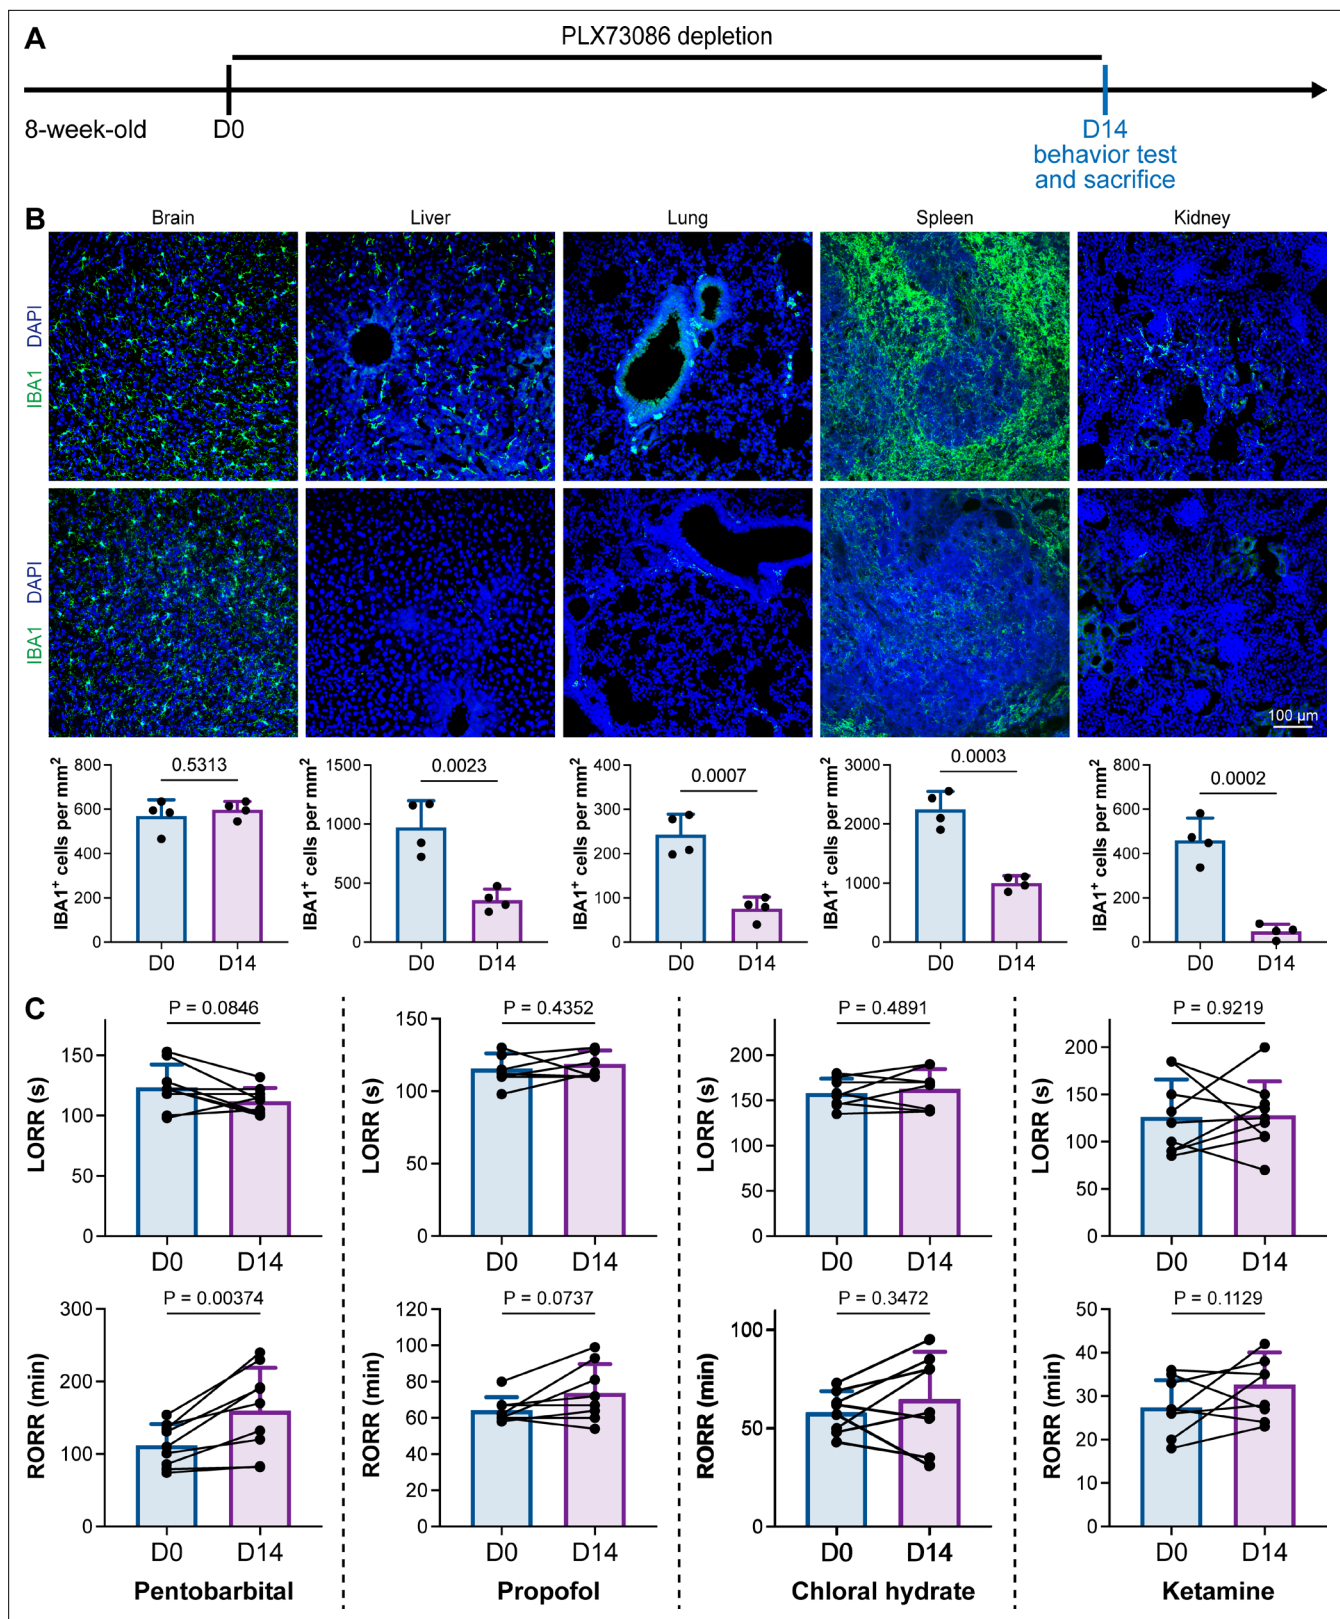 A
PLX73086 depletion
8-week-old
D0
D14
behavior test
and sacrifice
B
Brain
Liver
Lung
Spleen
Kidney
IBA1 DAPI
IBA1 DAPI
100 µm
IBA1+ cells per mm²
800
600
400
200
0
0.5313
D0
D14
IBA1+ cells per mm²
1500
1000
500
0
0.0023
D0
D14
IBA1+ cells per mm²
400
300
200
100
0
0.0007
D0
D14
IBA1+ cells per mm²
3000
2000
1000
0
0.0003
D0
D14
IBA1+ cells per mm²
800
600
400
200
0
0.0002
D0
D14
C
P = 0.0846
LORR (s)
150
100
50
0
D0
D14
P = 0.4352
LORR (s)
150
100
50
0
D0
D14
P = 0.4891
LORR (s)
200
150
100
50
0
D0
D14
P = 0.9219
LORR (s)
200
150
100
50
0
D0
D14
P = 0.00374
RORR (min)
300
200
100
0
D0
D14
Pentobarbital
P = 0.0737
RORR (min)
120
100
80
60
40
20
0
D0
D14
Propofol
P = 0.3472
RORR (min)
100
50
0
D0
D14
Chloral hydrate
P = 0.1129
RORR (min)
50
40
30
20
10
0
D0
D14
Ketamine